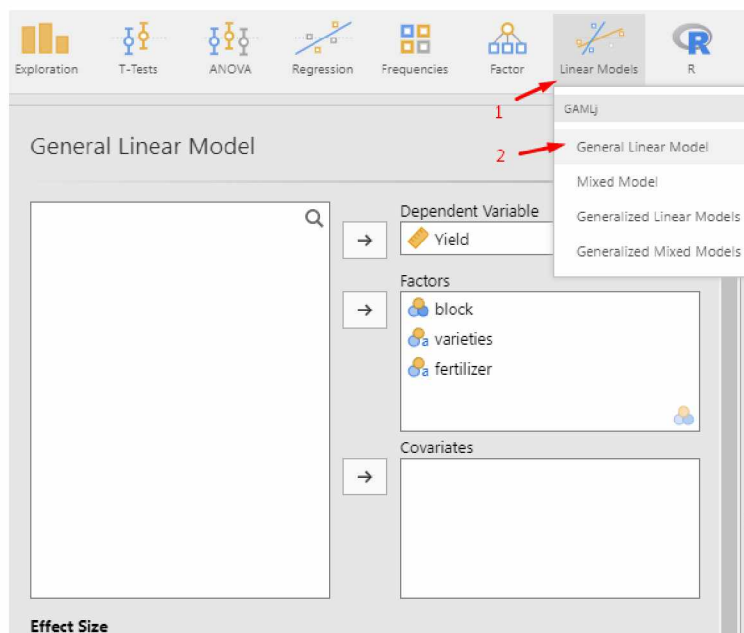 Exploration T-Tests ANOVA Regression Frequencies Factor Linear Models R
1
GAMLj
General Linear Model
2
General Linear Model
Mixed Model
Generalized Linear Models
Generalized Mixed Models
Dependent Variable
Yield
Factors
block
a varieties
a fertilizer
Covariates
Effect Size